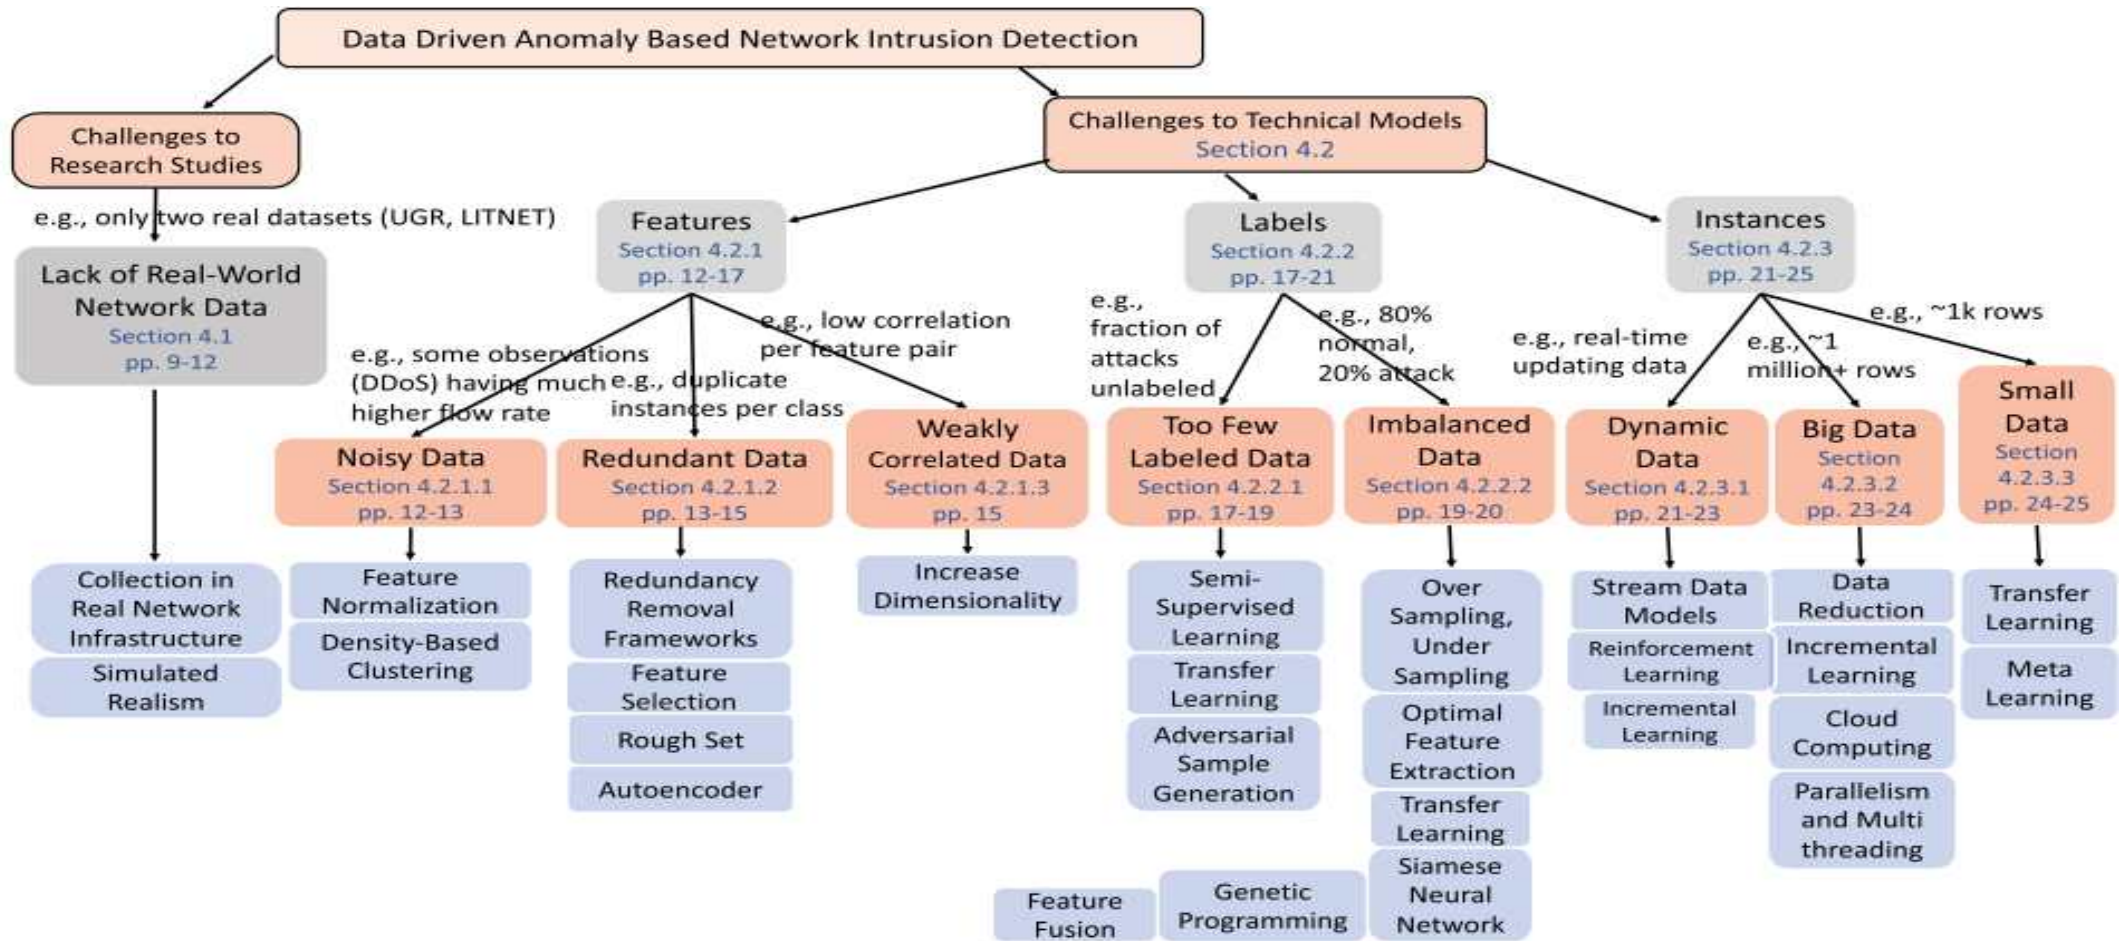 Data Driven Anomaly Based Network Intrusion Detection
Challenges to
Research Studies
Challenges to Technical Models
Section 4.2
e.g., only two real datasets (UGR, LITNET)
Lack of Real-World
Network Data
Section 4.1
pp. 9-12
Features
Section 4.2.1
pp. 12-17
Labels
Section 4.2.2
pp. 17-21
Instances
Section 4.2.3
pp. 21-25
e.g., some observations
(DDoS) having much
higher flow rate
e.g., duplicate
instances per class
e.g., low correlation
per feature pair
e.g.,
fraction of
attacks
unlabeled
e.g., 80%
normal,
20% attack
e.g., real-time
updating data
e.g., ~1
million+ rows
e.g., ~1k rows
Noisy Data
Section 4.2.1.1
pp. 12-13
Redundant Data
Section 4.2.1.2
pp. 13-15
Weakly
Correlated Data
Section 4.2.1.3
pp. 15
Too Few
Labeled Data
Section 4.2.2.1
pp. 17-19
Imbalanced
Data
Section 4.2.2.2
pp. 19-20
Dynamic
Data
Section 4.2.3.1
pp. 21-23
Big Data
Section
4.2.3.2
pp. 23-24
Small
Data
Section
4.2.3.3
pp. 24-25
Collection in
Real Network
Infrastructure
Simulated
Realism
Feature
Normalization
Density-Based
Clustering
Redundancy
Removal
Frameworks
Feature
Selection
Rough Set
Autoencoder
Increase
Dimensionality
Semi-
Supervised
Learning
Transfer
Learning
Adversarial
Sample
Generation
Over
Sampling,
Under
Sampling
Optimal
Feature
Extraction
Transfer
Learning
Siamese
Neural
Network
Genetic
Programming
Feature
Fusion
Stream Data
Models
Reinforcement
Learning
Incremental
Learning
Data
Reduction
Incremental
Learning
Cloud
Computing
Parallelism
and Multi
threading
Transfer
Learning
Meta
Learning